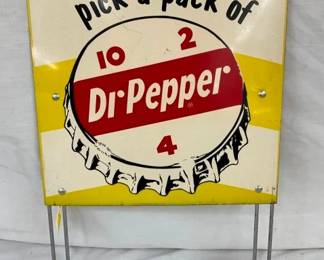 pick a pack of
10 2
Dr. Pepper
4